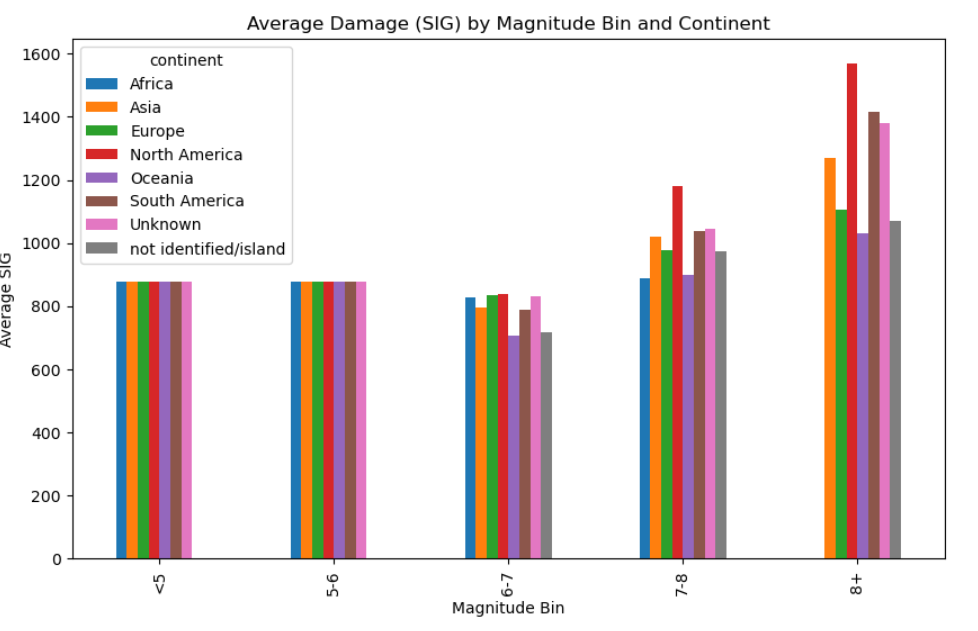 Average Damage (SIG) by Magnitude Bin and Continent
1600
1400
1200
1000
800
600
400
200
0
Average SIG
continent
Africa
Asia
Europe
North America
Oceania
South America
Unknown
not identified/island
<5
5-6
6-7
7-8
8+
Magnitude Bin